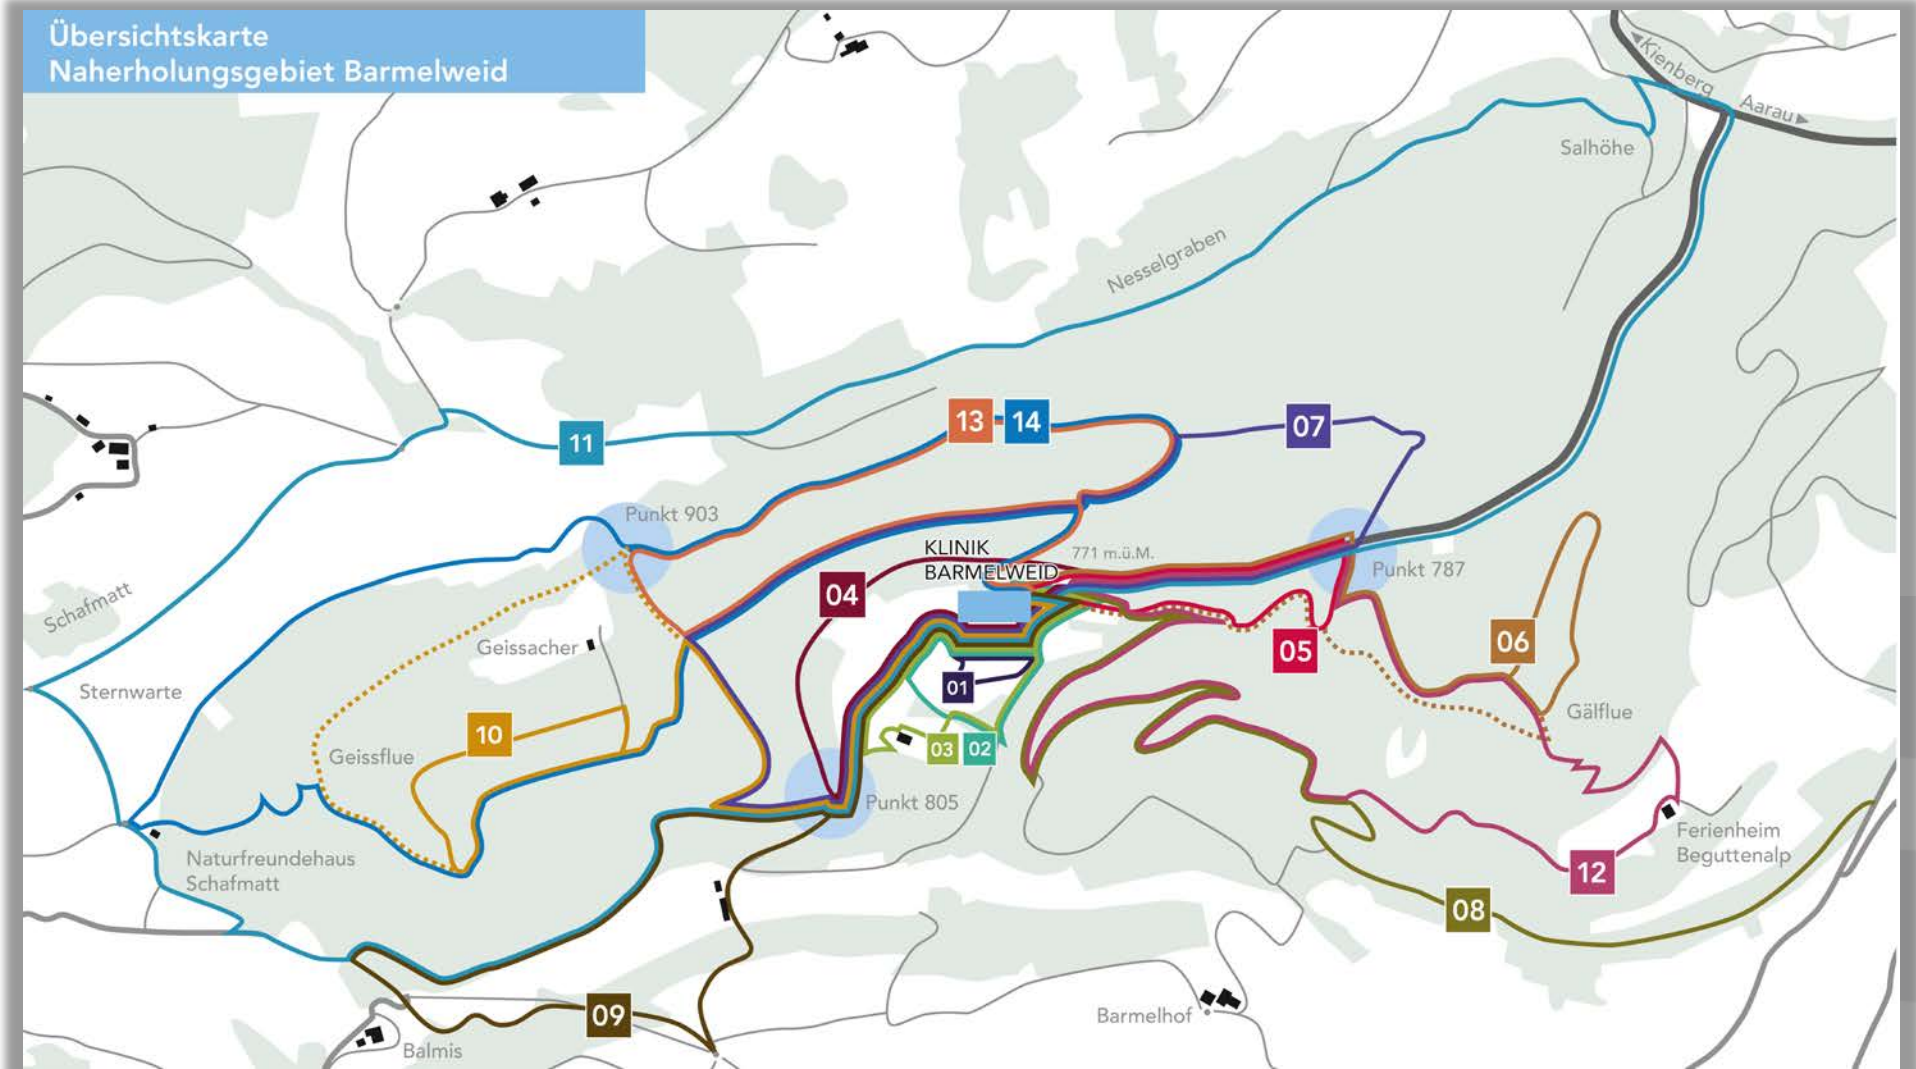 Übersichtskarte
Naherholungsgebiet Barmelweid
◀Kienberg
Aarau▶
Salhöhe
Nesselgraben
13
14
07
11
Punkt 903
KLINIK
BARMELWEID
771 m.ü.M.
Punkt 787
Schafmatt
04
Geissacher
05
06
Sternwarte
01
Gälflue
10
Geissflue
03
02
Punkt 805
Naturfreundehaus
Schafmatt
Ferienheim
Beguttenalp
12
08
09
Barmelhof
Balmis